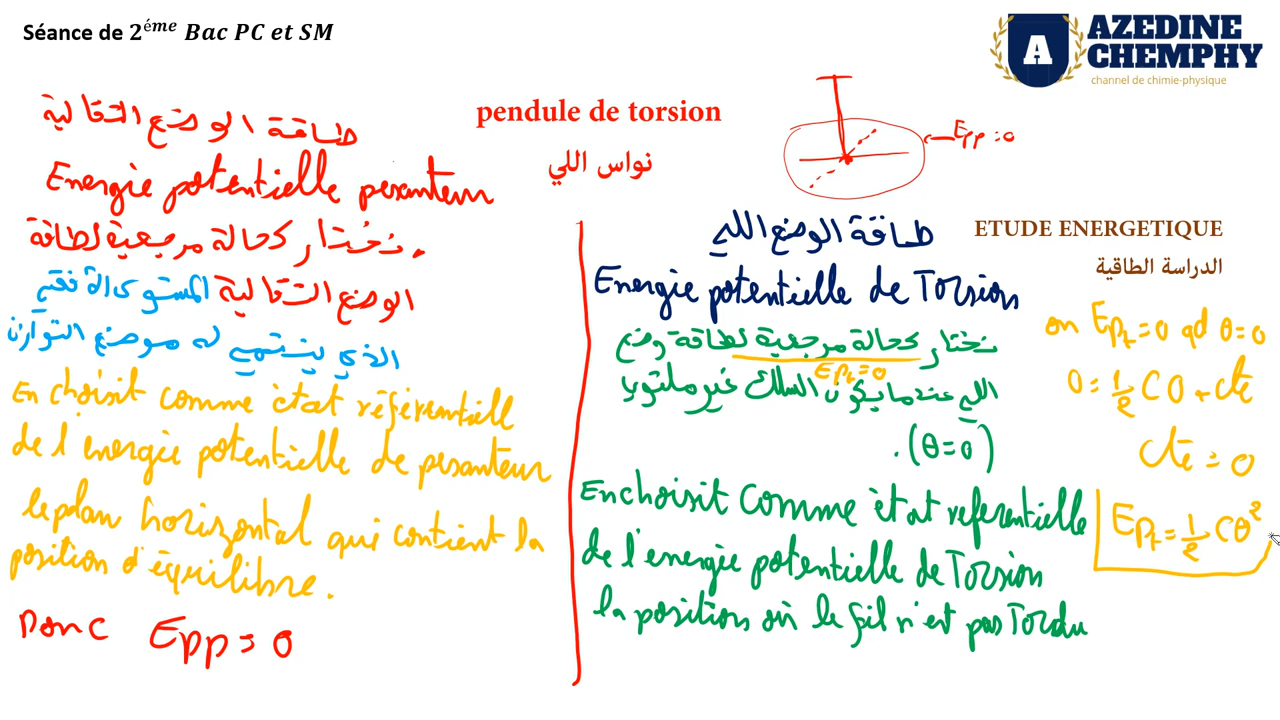 Séance de 2éme Bac PC et SM
AZEDINE
CHEMPHY
A
channel de chimie-physique
pendule de torsion
نواس اللي
Epp=0
طاقة الوضع الثقالية
Energie potentielle pesanteur
نختار كحالة مرجعية لطاقة
الوضع الثقالية المستوى الأفقي
الذي ينتمي له موضع التوازن
En choisit comme ètat référentielle
de l'energie potentielle de pesanteur
le plan horizontal qui contient la
position d'équilibre.
Donc Epp = 0
طاقة الوضع اللي
Energie potentielle de Torsion
نختار كحالة مرجعية لطاقة وضع
Ept=0
اللي عندما يكون السلك غير ملتوي
(θ=0).
En choisit comme ètat referentielle
de l'energie potentielle de Torsion
la position où le fil n'est pas Tordu
ETUDE ENERGETIQUE
الدراسة الطاقية
on Ept=0 qd θ=0
0=1/2 C0+cte
cte=0
Ept=1/2 Cθ²